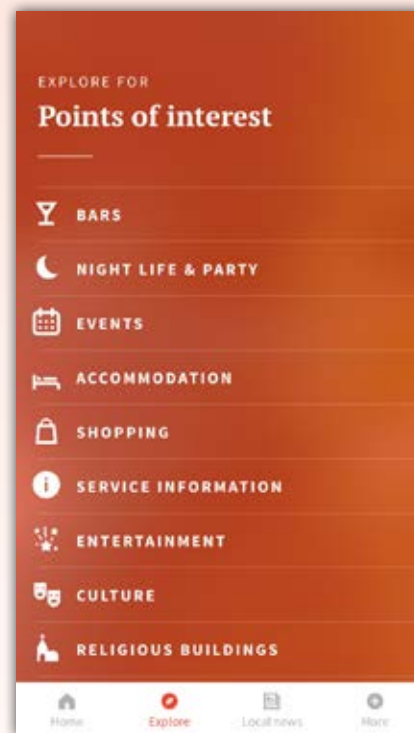 EXPLORE FOR
Points of interest
BARS
NIGHT LIFE & PARTY
EVENTS
ACCOMMODATION
SHOPPING
SERVICE INFORMATION
ENTERTAINMENT
CULTURE
RELIGIOUS BUILDINGS
Home Explore Local news More